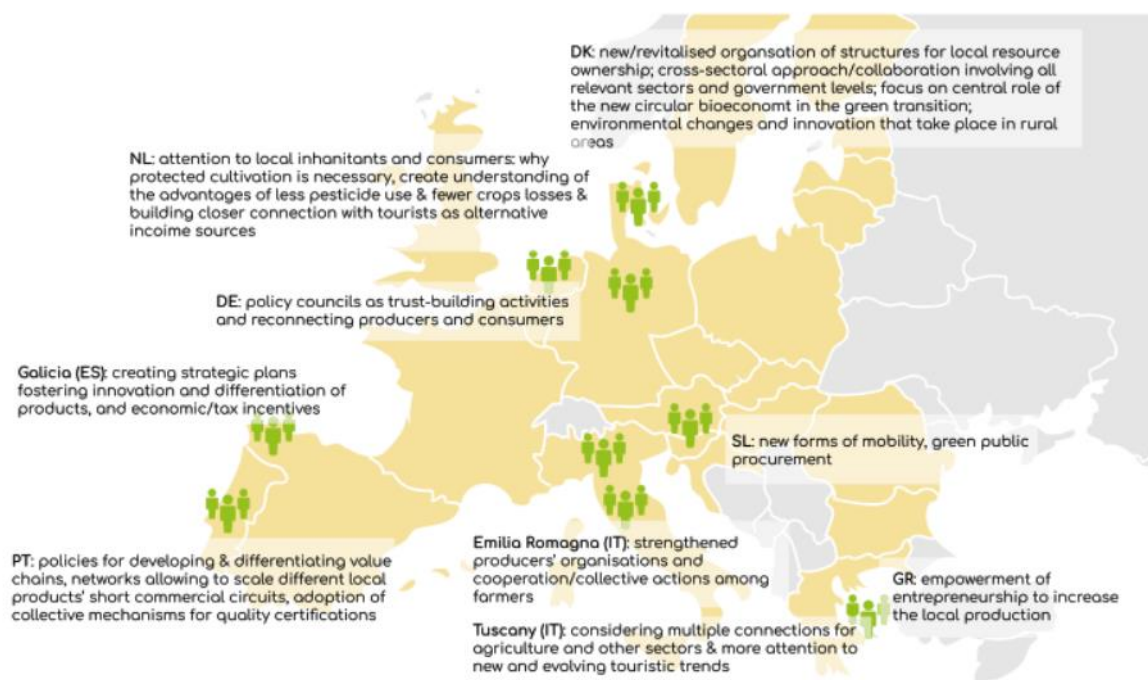 DK: new/revitalised organsation of structures for local resource
ownership; cross-sectoral approach/collaboration involving all
relevant sectors and government levels; focus on central role of
the new circular bioeconomt in the green transition;
environmental changes and innovation that take place in rural
areas
NL: attention to local inhanitants and consumers: why
protected cultivation is necessary, create understanding of
the advantages of less pesticide use & fewer crops losses &
building closer connection with tourists as alternative
incoime sources
DE: policy councils as trust-building activities
and reconnecting producers and consumers
Galicia (ES): creating strategic plans
fostering innovation and differentiation of
products, and economic/tax incentives
SL: new forms of mobility, green public
procurement
PT: policies for developing & differentiating value
chains, networks allowing to scale different local
products' short commercial circuits, adoption of
collective mechanisms for quality certifications
Emilia Romagna (IT): strengthened
producers' organisations and
cooperation/collective actions among
farmers
Tuscany (IT): considering multiple connections for
agriculture and other sectors & more attention to
new and evolving touristic trends
GR: empowerment of
entrepreneurship to increase
the local production